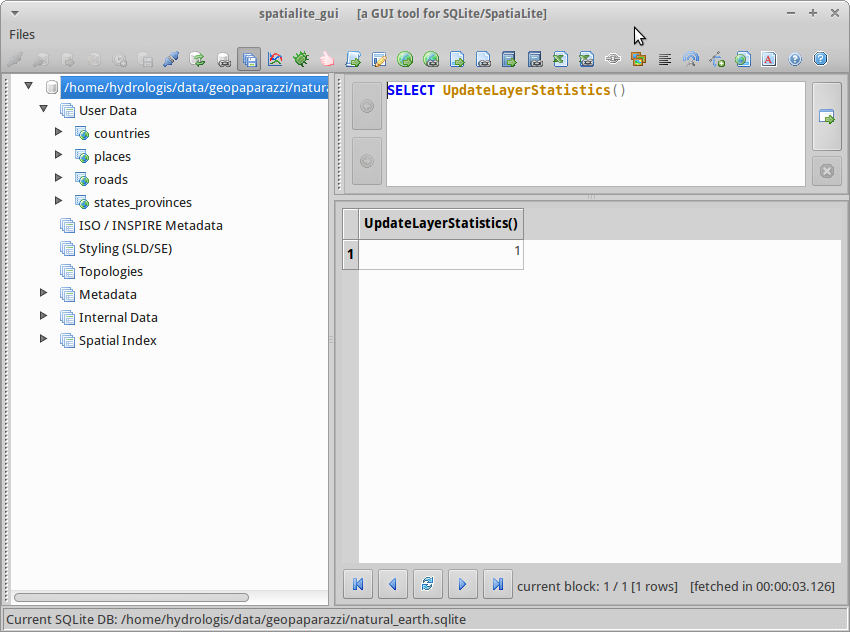 spatialite_gui [a GUI tool for SQLite/SpatiaLite]
Files
/home/hydrologis/data/geopaparazzi/natura
User Data
countries
places
roads
states_provinces
ISO / INSPIRE Metadata
Styling (SLD/SE)
Topologies
Metadata
Internal Data
Spatial Index
SELECT UpdateLayerStatistics()
UpdateLayerStatistics()
1 1
current block: 1 / 1 [1 rows] [fetched in 00:00:03.126]
Current SQLite DB: /home/hydrologis/data/geopaparazzi/natural_earth.sqlite